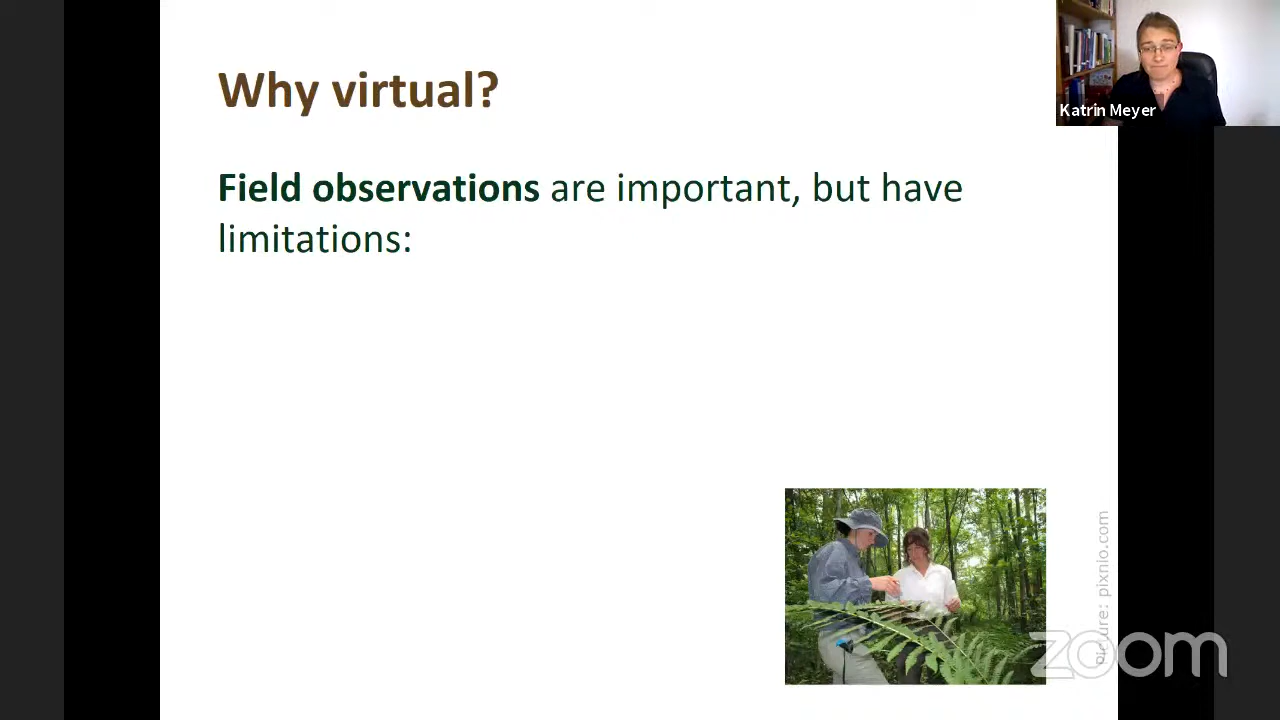 Why virtual?
Katrin Meyer
Field observations are important, but have
limitations:
Picture: pixnio.com
zoom